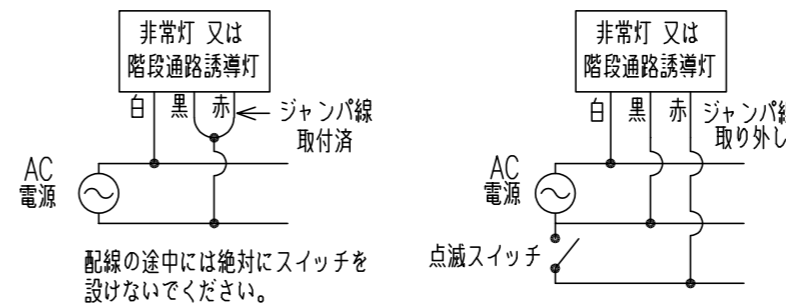 非常灯 又は
階段通路誘導灯
白 黒 赤
ジャンパ線
取付済
AC
電源
配線の途中には絶対にスイッチを
設けないでください。
非常灯 又は
階段通路誘導灯
白 黒 赤
ジャンパ線
取り外し
AC
電源
点滅スイッチ